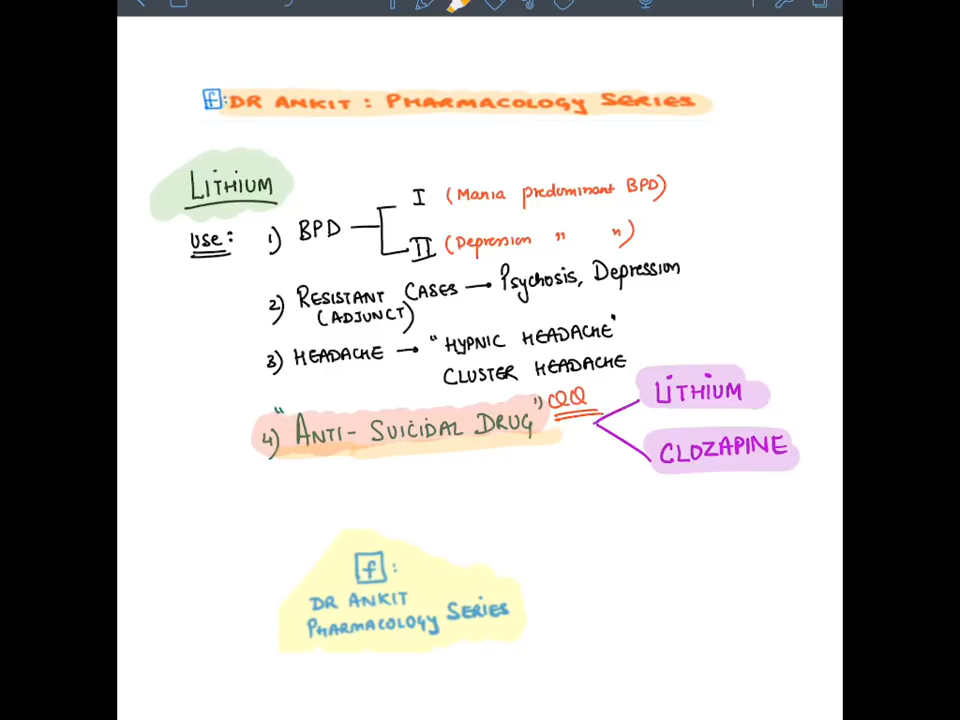 f: DR ANKIT : PHARMACOLOGY SERIES
LITHIUM
USE: 1) BPD I (Mania predominant BPD)
II (Depression " ")
2) RESISTANT CASES → Psychosis, Depression
(ADJUNCT)
3) HEADACHE → "HYPNIC HEADACHE"
CLUSTER HEADACHE
4) "ANTI-SUICIDAL DRUG" QQ LITHIUM
CLOZAPINE
f:
DR ANKIT
PHARMACOLOGY SERIES